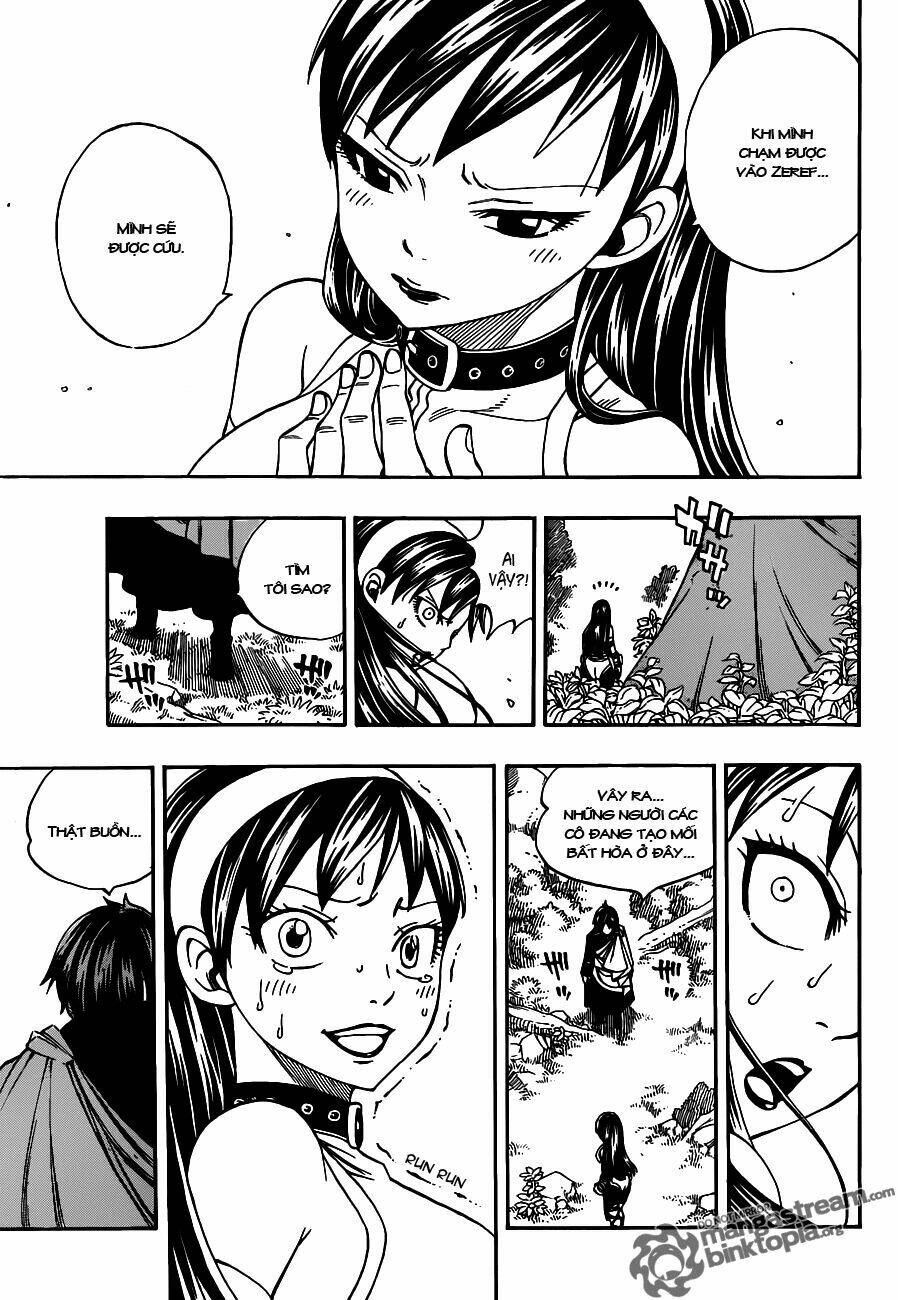 KHI MÌNH
CHẠM ĐƯỢC
VÀO ZEREF...
MÌNH SẼ
ĐƯỢC CỨU.
AI
VẬY?!
TÌM
TÔI SAO?
VẬY RA...
NHỮNG NGƯỜI CÁC
CÔ ĐANG TẠO MỐI
BẤT HÒA Ở ĐÂY...
RUN RUN
THẬT BUỒN...
mangastream.com
binktopia.org